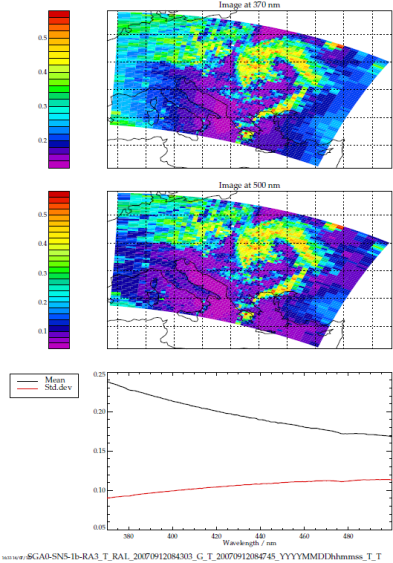 Image at 370 nm
0.5
0.4
0.3
0.2
Image at 500 nm
0.5
0.4
0.3
0.2
0.1
Mean
Std.dev
0.25
0.20
0.15
0.10
0.05
380 400 420 440 460 480
Wavelength / nm
SGA0-SN5-1b-RA3_T_RAL_20070912084303_G_T_20070912084745_YYYYMMDDhhmmss_T_T